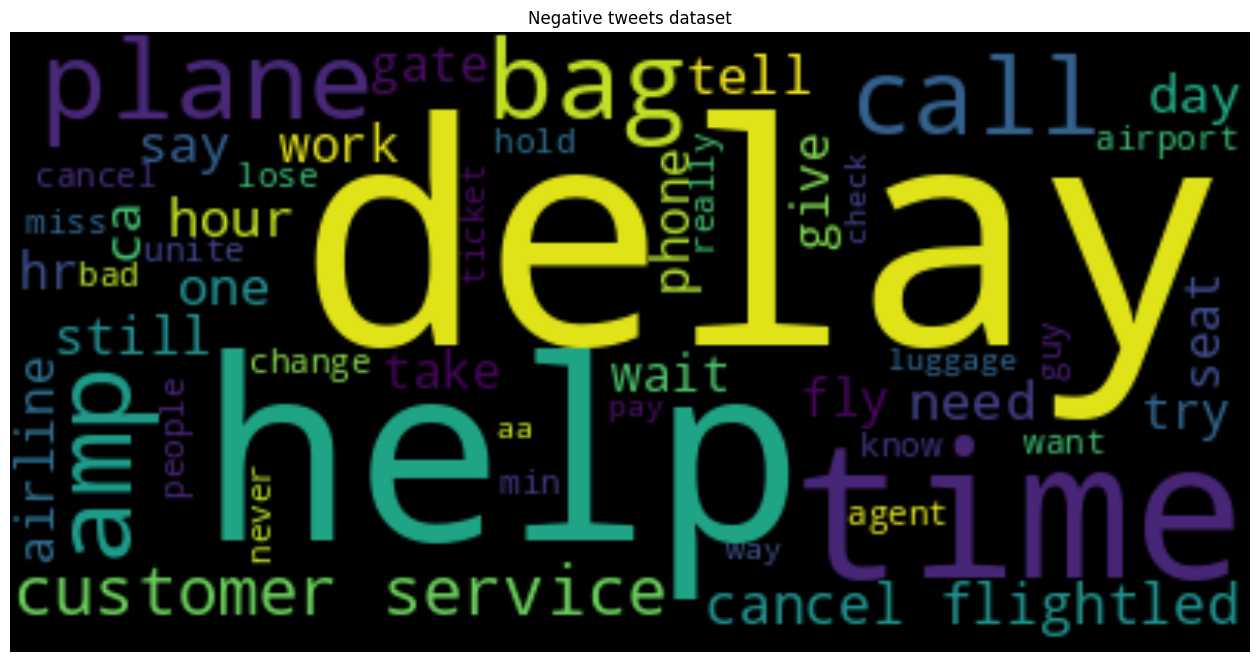 Negative tweets dataset
plane
gate
bag
tell
call
day
airport
say
work
hold
phone
really
give
check
cancel
lose
delay
ticket
miss
ca
hour
unite
hr
bad
one
still
change
take
wait
luggage
guy
seat
airline
amp
people
help
pay
fly
need
try
aa
know
want
never
min
time
agent
way
customer service
cancel flightled